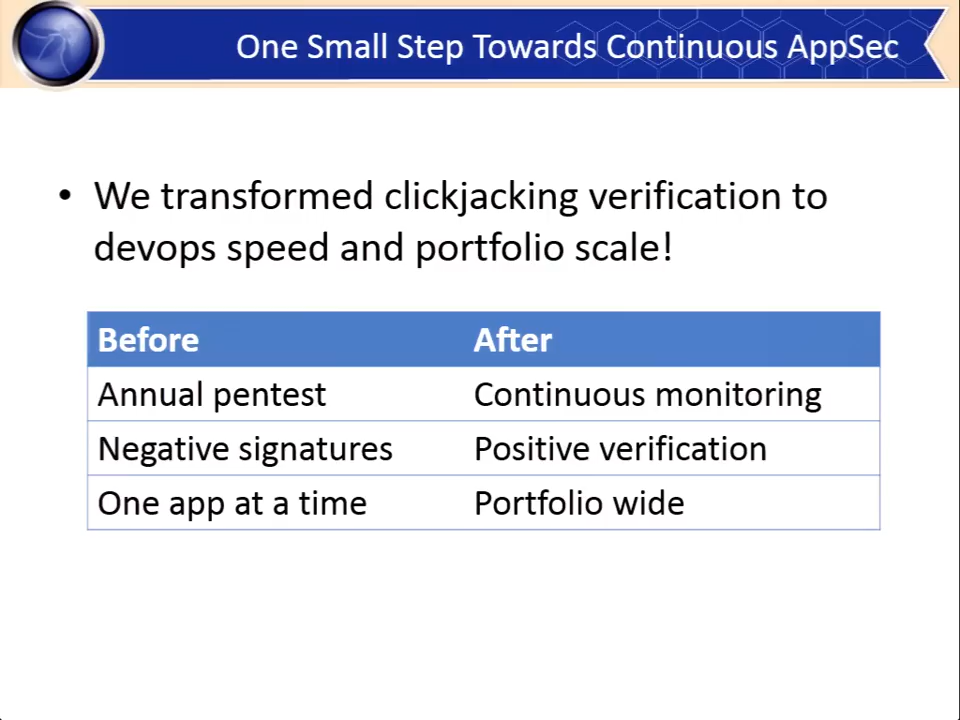 One Small Step Towards Continuous AppSec
• We transformed clickjacking verification to
devops speed and portfolio scale!
Before After
Annual pentest Continuous monitoring
Negative signatures Positive verification
One app at a time Portfolio wide